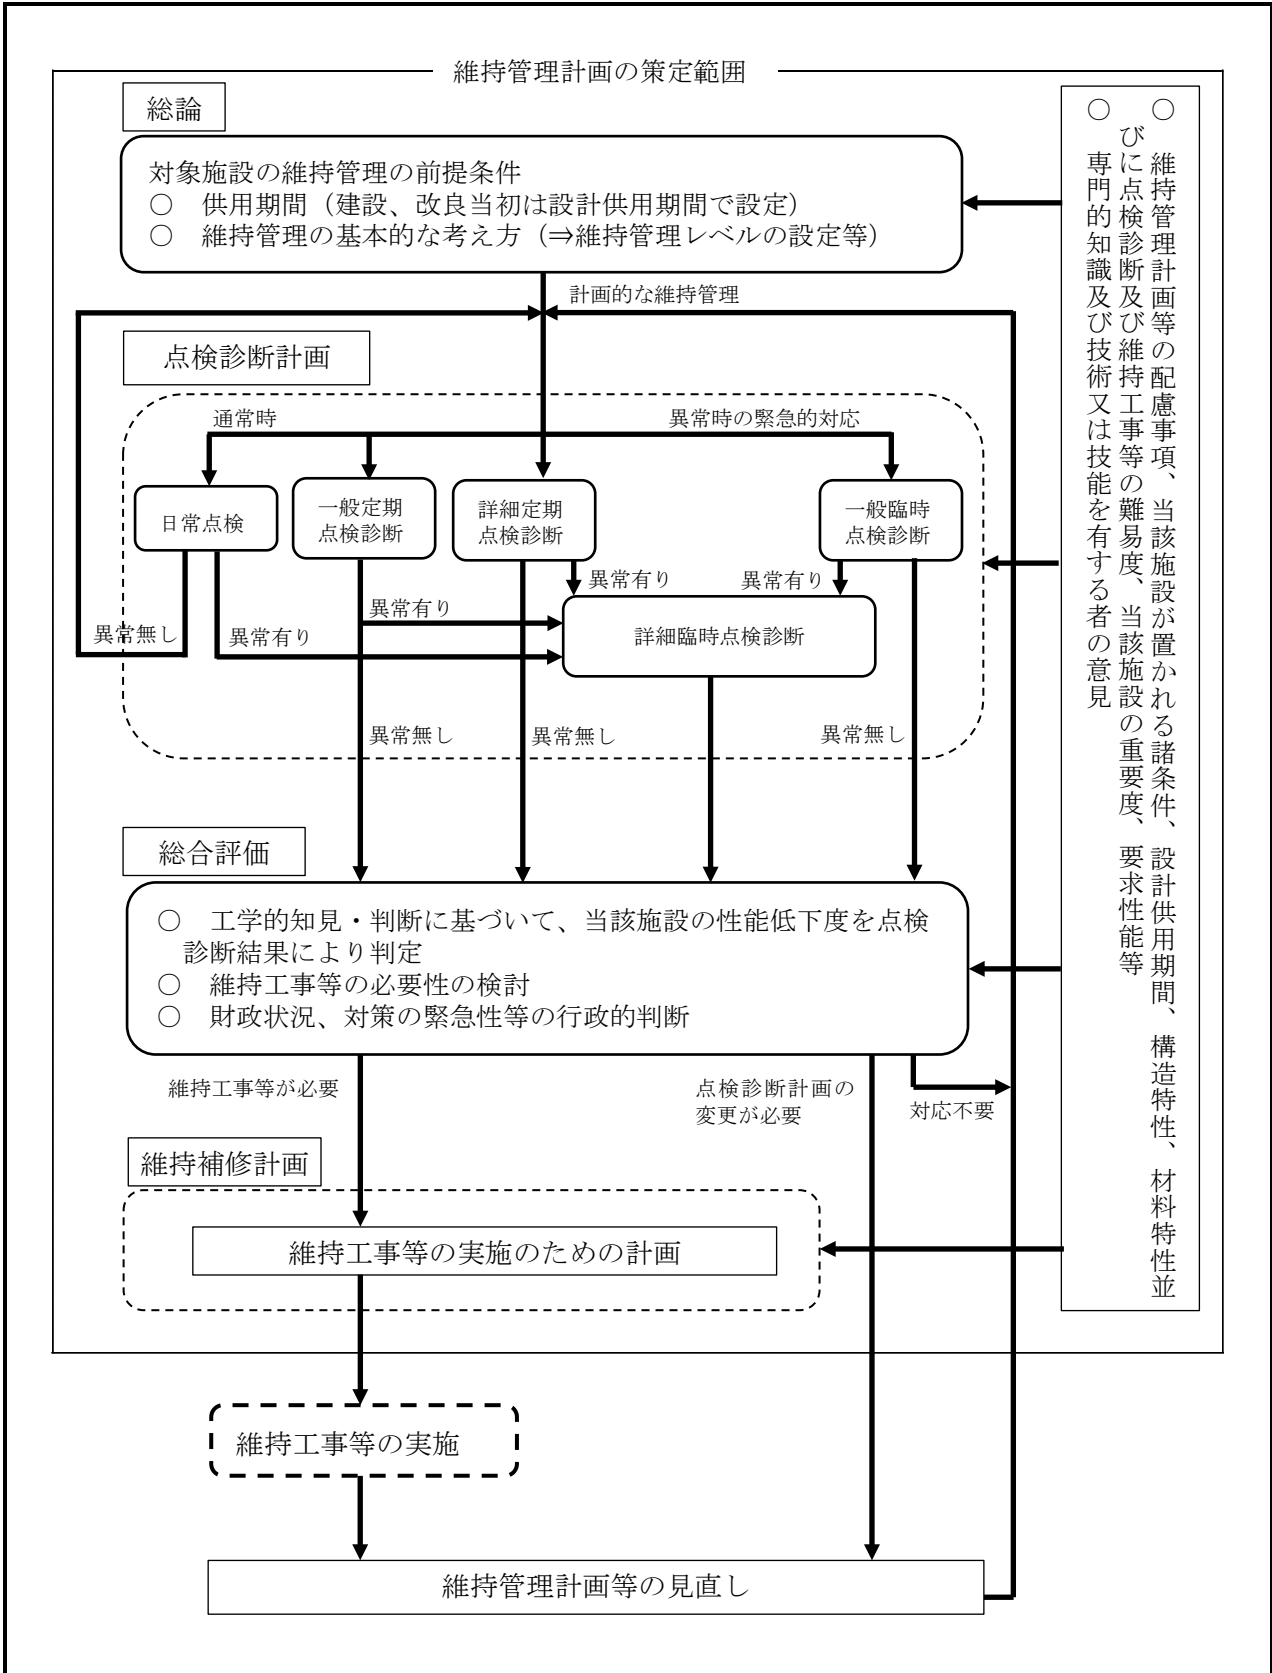 維持管理計画の策定範囲
総論
対象施設の維持管理の前提条件
○ 供用期間（建設、改良当初は設計供用期間で設定）
○ 維持管理の基本的な考え方（⇒維持管理レベルの設定等）
計画的な維持管理
点検診断計画
通常時
異常時の緊急的対応
日常点検
一般定期
点検診断
詳細定期
点検診断
一般臨時
点検診断
異常有り
異常有り
異常有り
異常無し
異常有り
詳細臨時点検診断
異常無し
異常無し
異常無し
総合評価
○ 工学的知見・判断に基づいて、当該施設の性能低下度を点検
診断結果により判定
○ 維持工事等の必要性の検討
○ 財政状況、対策の緊急性等の行政的判断
維持工事等が必要
点検診断計画の
変更が必要
対応不要
維持補修計画
維持工事等の実施のための計画
維持工事等の実施
維持管理計画等の見直し
○ 維持管理計画等の配慮事項、当該施設が置かれる諸条件、設計供用期間、構造特性、材料特性並
びに点検診断及び維持工事等の難易度、当該施設の重要度、要求性能等
○ 専門的知識及び技術又は技能を有する者の意見